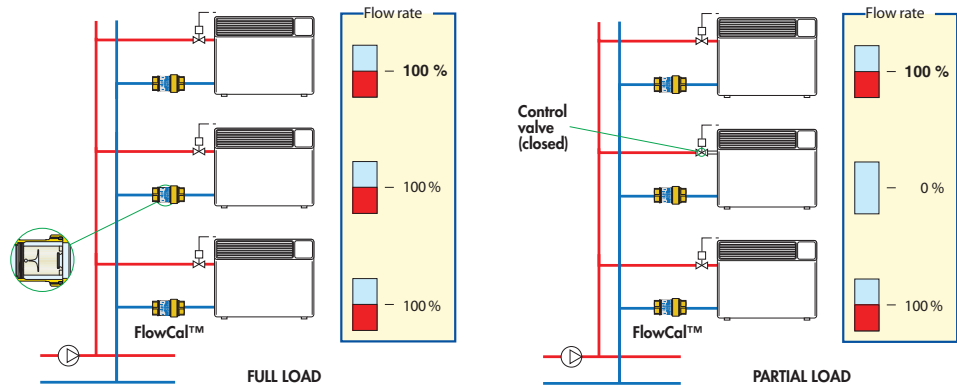 Flow rate
100 %
100 %
100 %
FlowCal™
FULL LOAD
Flow rate
100 %
Control
valve
(closed)
0 %
100 %
FlowCal™
PARTIAL LOAD